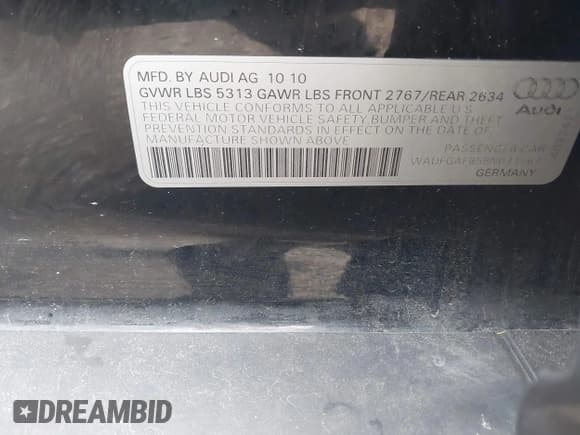 MFD. BY AUDI AG 10 10
GVWR LBS 5313 GAWR LBS FRONT 2767/REAR 2634
THIS VEHICLE CONFORMS TO ALL APPLICABLE U.S
FEDERAL MOTOR VEHICLE SAFETY, BUMPER AND THEFT
PREVENTION STANDARDS IN EFFECT ON THE DATE OF
MANUFACTURE SHOWN ABOVE
Audi
PASSENGER CAR
GERMANY
DREAMBID